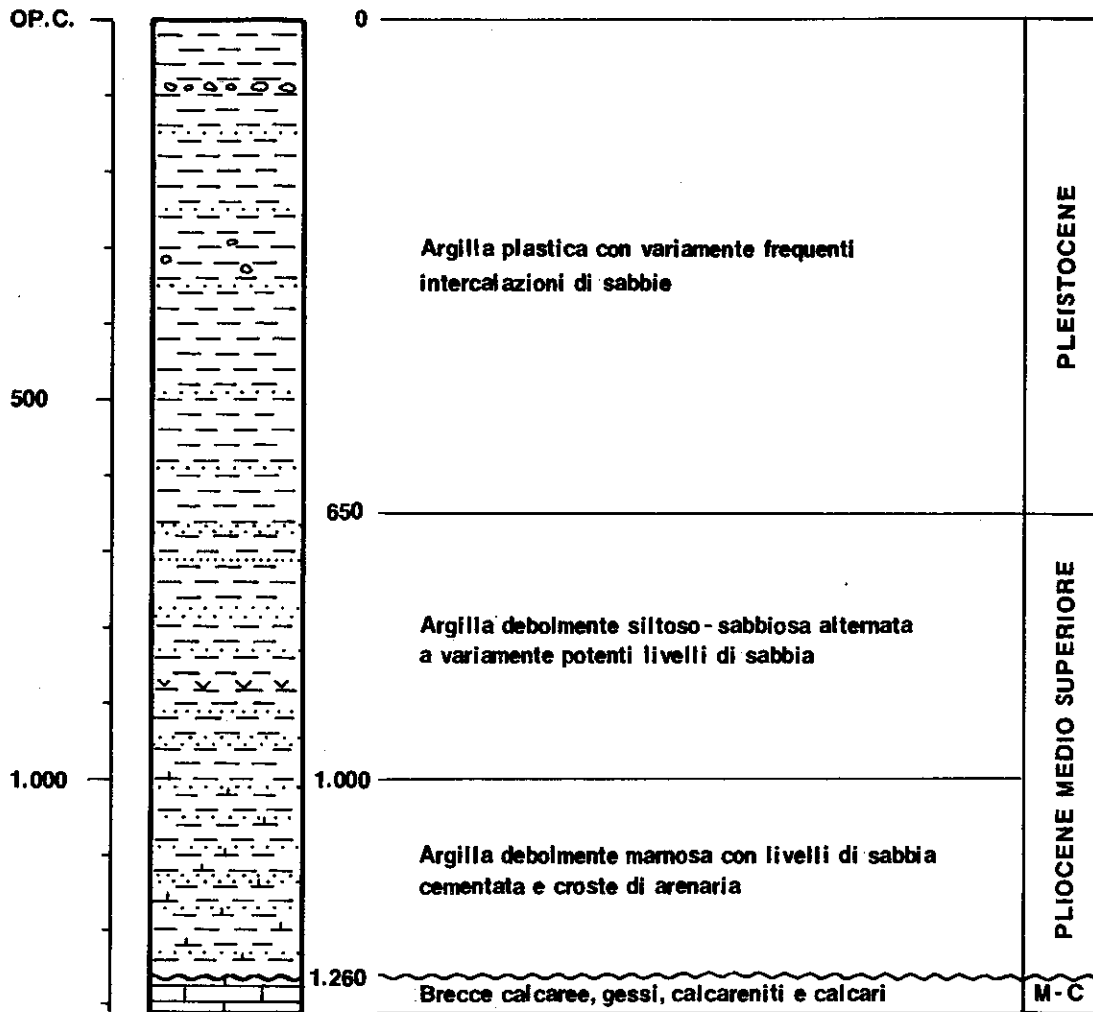 OP.C.
0
Argilla plastica con variamente frequenti
intercalazioni di sabbie
PLEISTOCENE
500
650
Argilla debolmente siltoso-sabbiosa alternata
a variamente potenti livelli di sabbia
PLIOCENE MEDIO SUPERIORE
1.000
1.000
Argilla debolmente marnosa con livelli di sabbia
cementata e croste di arenaria
1.260
Brecce calcaree, gessi, calcareniti e calcari
M-C